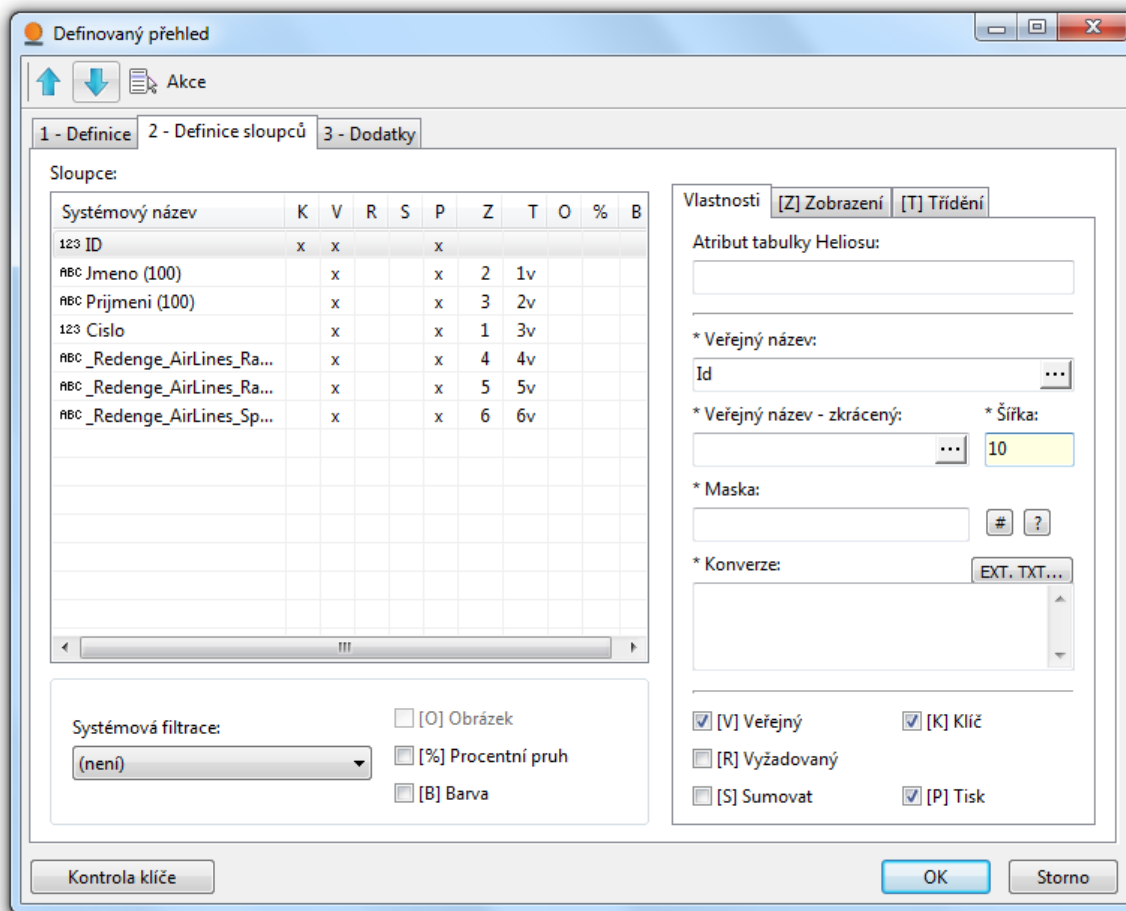 Definovaný přehled
Akce
1 - Definice 2 - Definice sloupců 3 - Dodatky
Sloupce:
Systémový název K V R S P Z T O % B
123 ID x x x
ABC Jmeno (100) x x 2 1v
ABC Prijmeni (100) x x 3 2v
123 Cislo x x 1 3v
ABC _Redenge_AirLines_Ra... x x 4 4v
ABC _Redenge_AirLines_Ra... x x 5 5v
ABC _Redenge_AirLines_Sp... x x 6 6v
Systémová filtrace:
(není)
[O] Obrázek
[%] Procentní pruh
[B] Barva
Vlastnosti [Z] Zobrazení [T] Třídění
Atribut tabulky Heliosu:
* Veřejný název:
Id ...
* Veřejný název - zkrácený: * Šířka:
... 10
* Maska:
# ?
* Konverze: EXT. TXT...
[V] Veřejný [K] Klíč
[R] Vyžadovaný
[S] Sumovat [P] Tisk
Kontrola klíče OK Storno